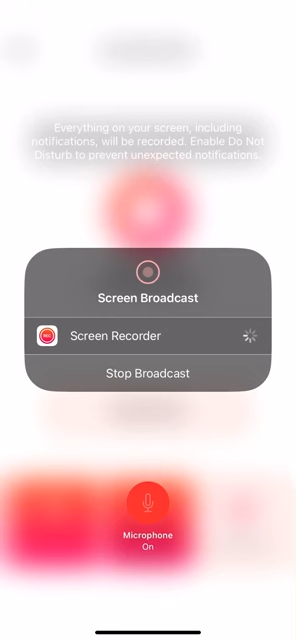 Everything on your screen, including
notifications, will be recorded. Enable Do Not
Disturb to prevent unexpected notifications.
Screen Broadcast
Screen Recorder
Stop Broadcast
Microphone
On